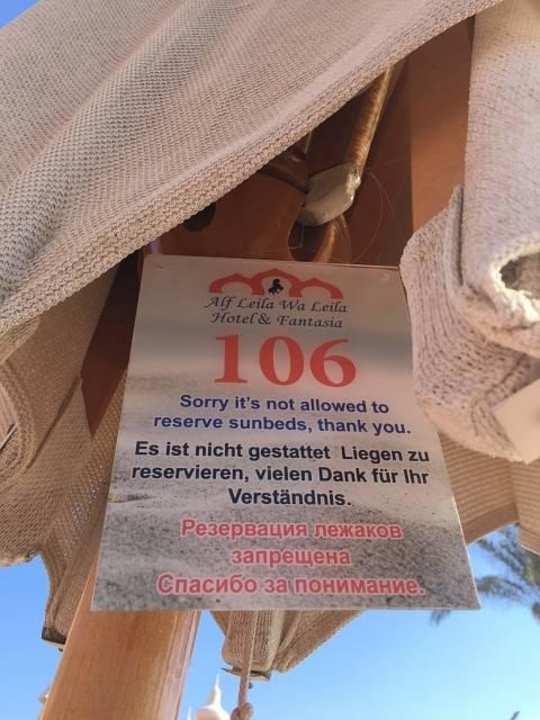 Alf Leila Wa Leila
Hotel & Fantasia
106
Sorry it's not allowed to
reserve sunbeds, thank you.
Es ist nicht gestattet Liegen zu
reservieren, vielen Dank für Ihr
Verständnis.
Резервация лежаков
запрещена
Спасибо за понимание.